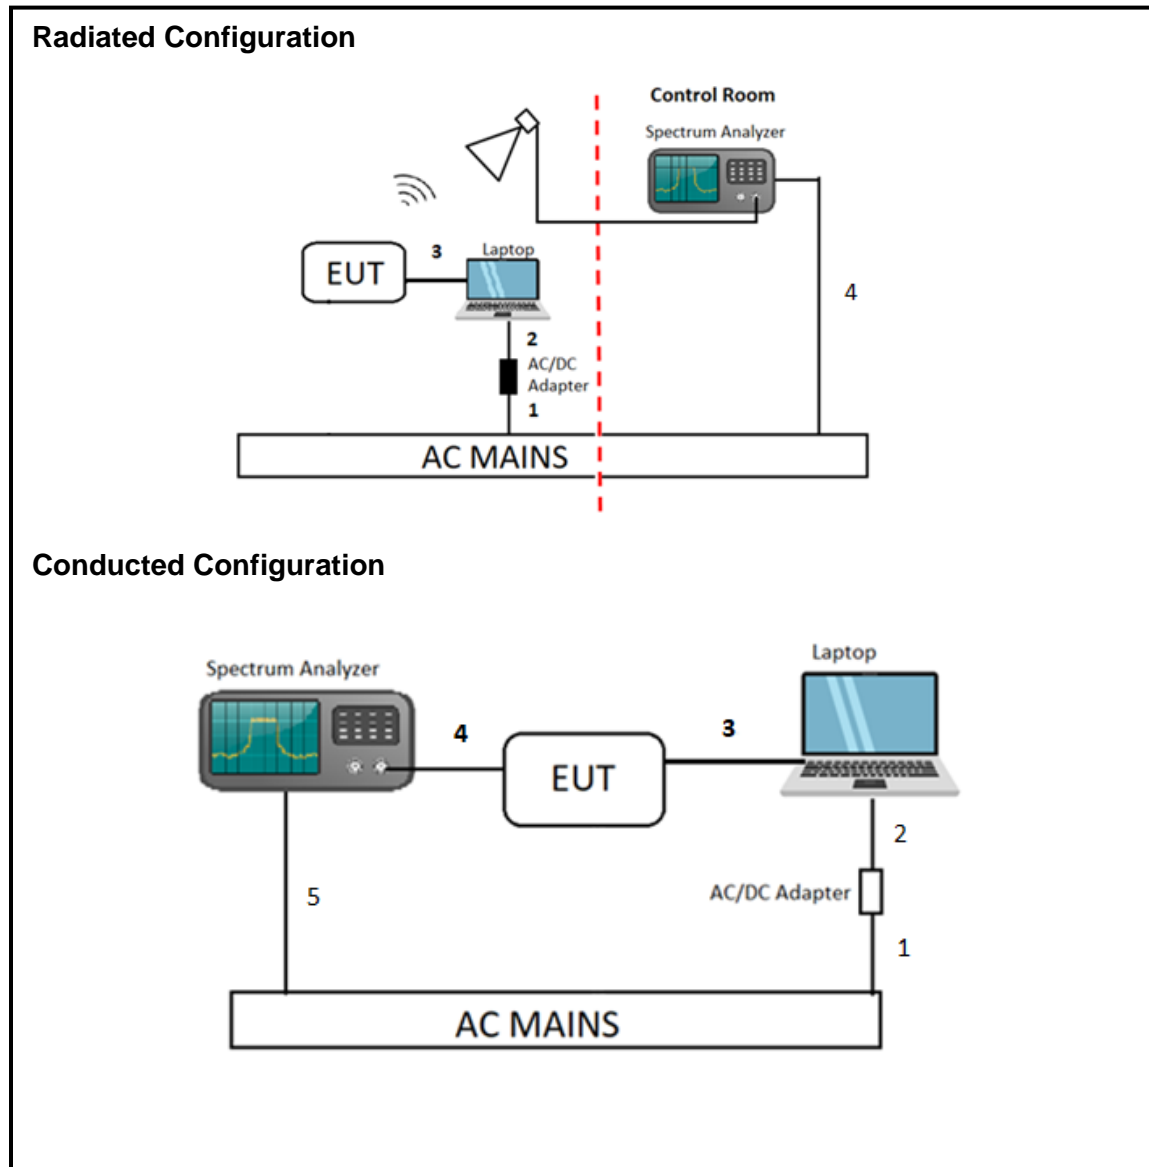 Radiated Configuration
Control Room
Spectrum Analyzer
3
Laptop
EUT
4
2
AC/DC
Adapter
1
AC MAINS
Conducted Configuration
Laptop
Spectrum Analyzer
4
3
EUT
2
AC/DC Adapter
5
1
AC MAINS